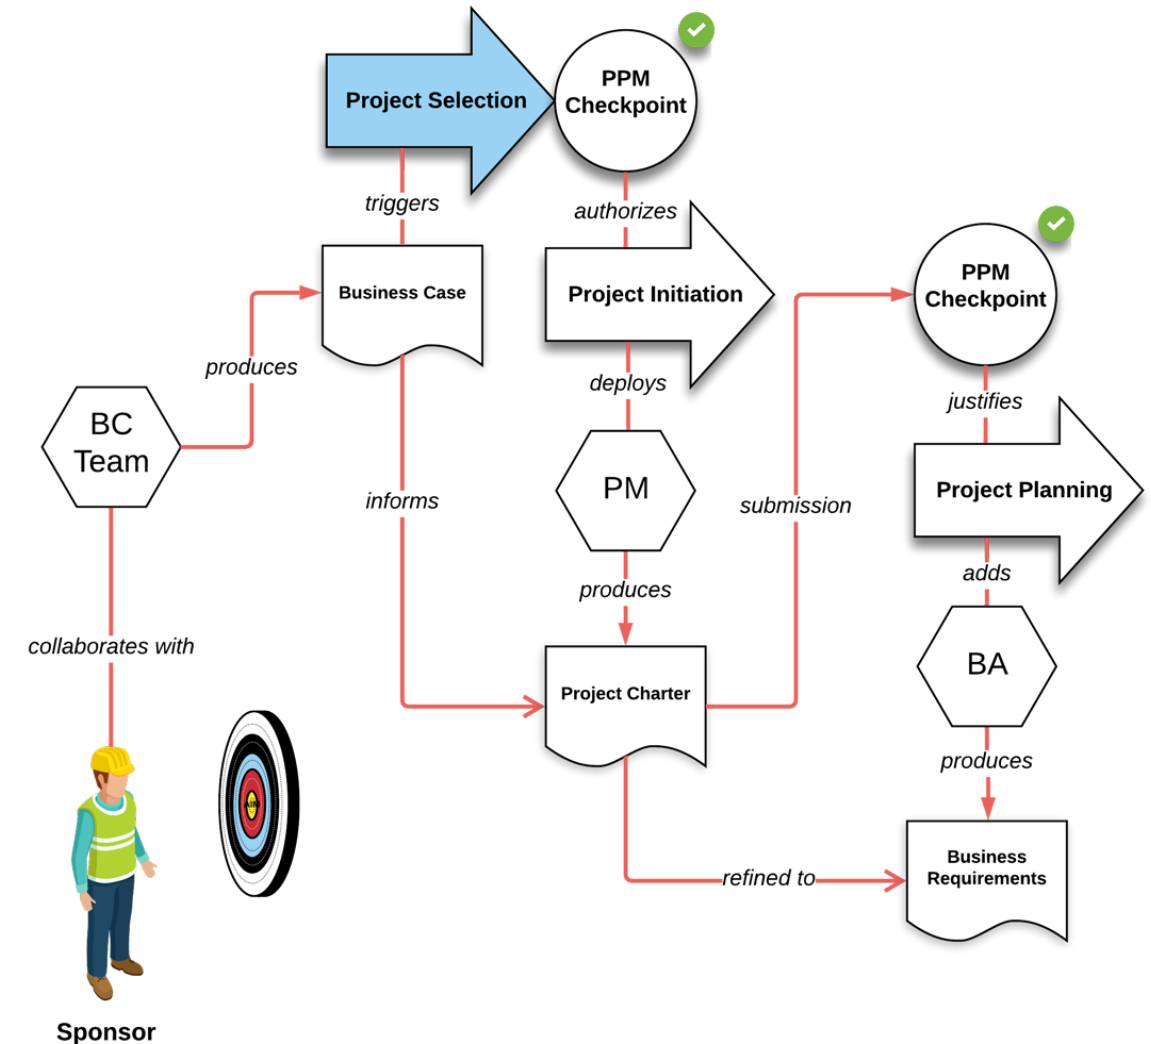 Project Selection
PPM
Checkpoint
triggers
authorizes
Business Case
Project Initiation
PPM
Checkpoint
produces
deploys
justifies
BC
Team
informs
PM
submission
Project Planning
adds
produces
collaborates with
BA
Project Charter
produces
AIM
Business
Requirements
refined to
Sponsor